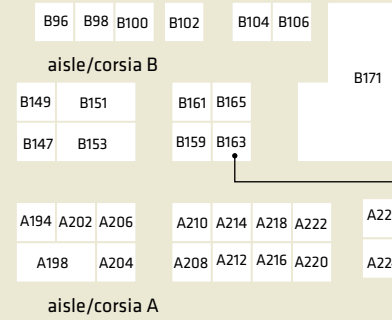 B96 B98 B100 B102 B104 B106
aisle/corsia B
B171
B149 B151 B161 B165
B147 B153 B159 B163
A194 A202 A206 A210 A214 A218 A222
A198 A204 A208 A212 A216 A220
aisle/corsia A